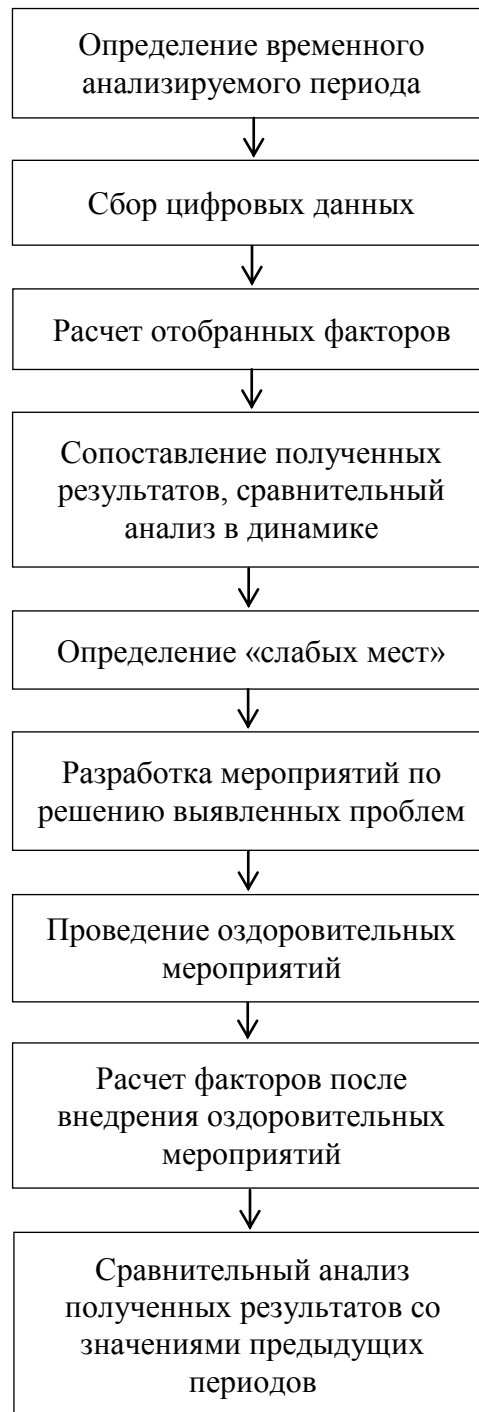 Определение временного
анализируемого периода
Сбор цифровых данных
Расчет отобранных факторов
Сопоставление полученных
результатов, сравнительный
анализ в динамике
Определение «слабых мест»
Разработка мероприятий по
решению выявленных проблем
Проведение оздоровительных
мероприятий
Расчет факторов после
внедрения оздоровительных
мероприятий
Сравнительный анализ
полученных результатов со
значениями предыдущих
периодов